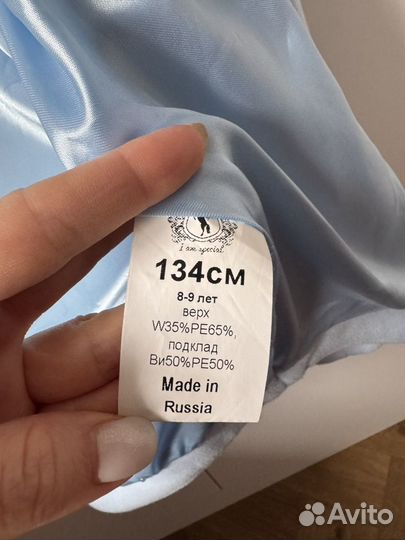 I am special
134см
8-9 лет
верх
W35%PE65%,
подклад
Ви50%PE50%
Made in
Russia
Avito